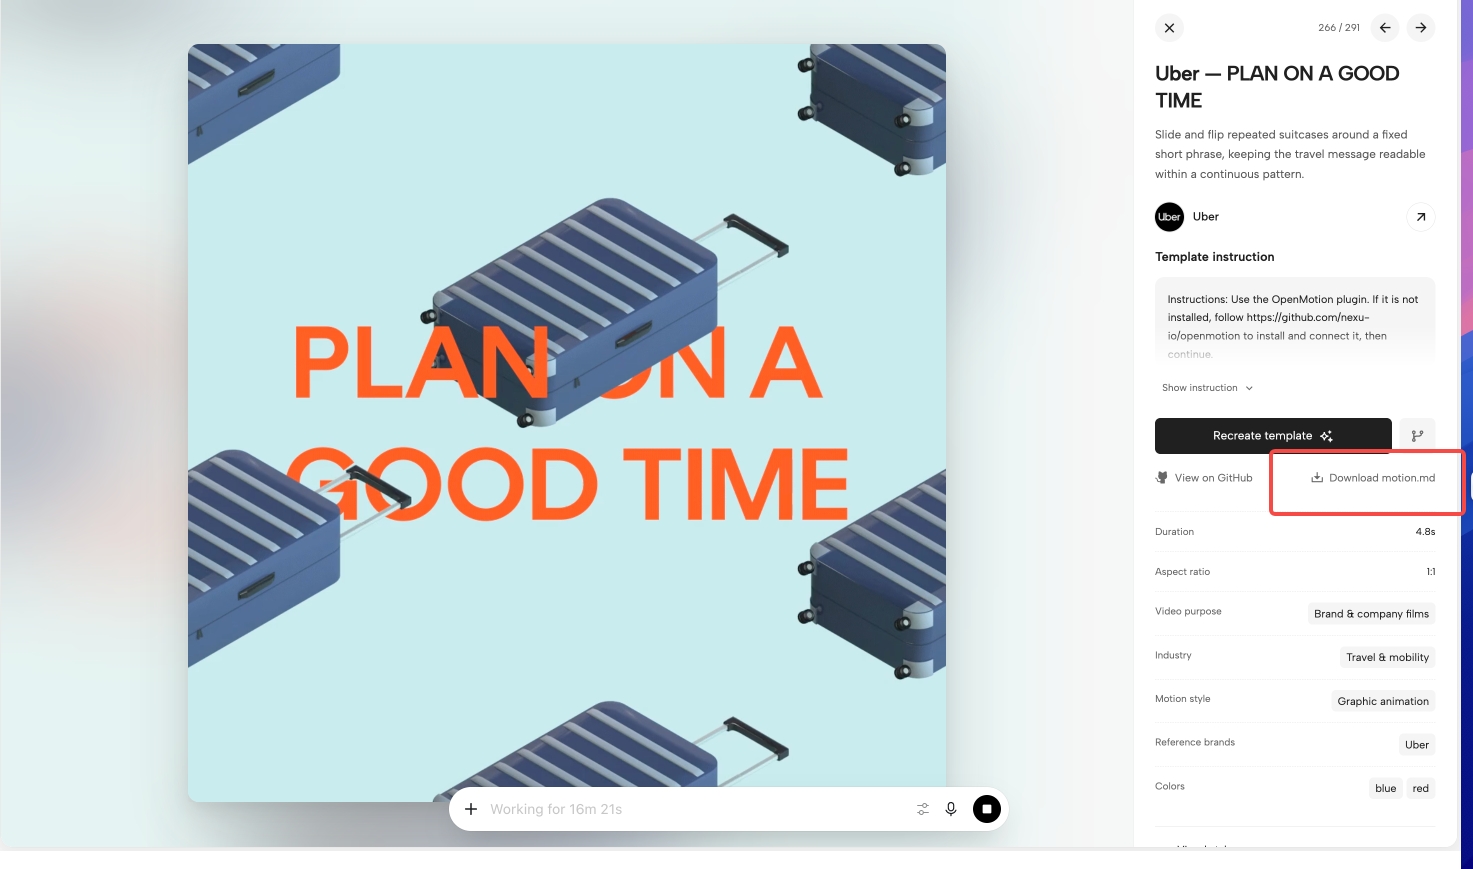 266 / 291
Uber — PLAN ON A GOOD
TIME
Slide and flip repeated suitcases around a fixed
short phrase, keeping the travel message readable
within a continuous pattern.
Uber
Uber
Template instruction
Instructions: Use the OpenMotion plugin. If it is not
installed, follow https://github.com/nexu-
io/openmotion to install and connect it, then
continue.
Show instruction
Recreate template
View on GitHub
Download motion.md
Duration
4.8s
Aspect ratio
1:1
Video purpose
Brand & company films
Industry
Travel & mobility
Motion style
Graphic animation
Reference brands
Uber
Colors
blue
red
PLAN ON A
GOOD TIME
Working for 16m 21s